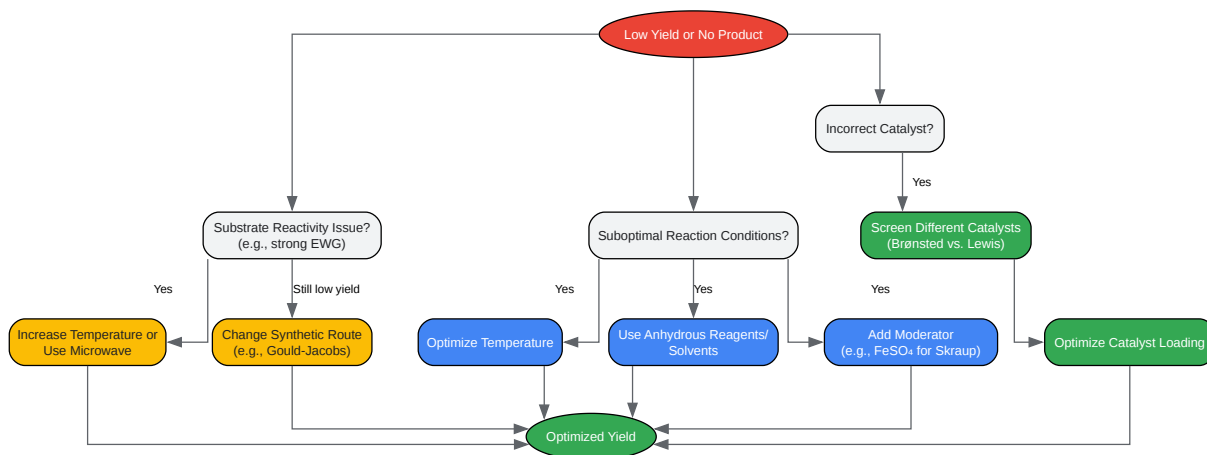 Low Yield or No Product
Incorrect Catalyst?
Yes
Substrate Reactivity Issue?
(e.g., strong EWG)
Suboptimal Reaction Conditions?
Screen Different Catalysts
(Brønsted vs. Lewis)
Yes
Still low yield
Yes
Yes
Yes
Increase Temperature or
Use Microwave
Change Synthetic Route
(e.g., Gould-Jacobs)
Optimize Temperature
Use Anhydrous Reagents/
Solvents
Add Moderator
(e.g., FeSO₄ for Skraup)
Optimize Catalyst Loading
Optimized Yield